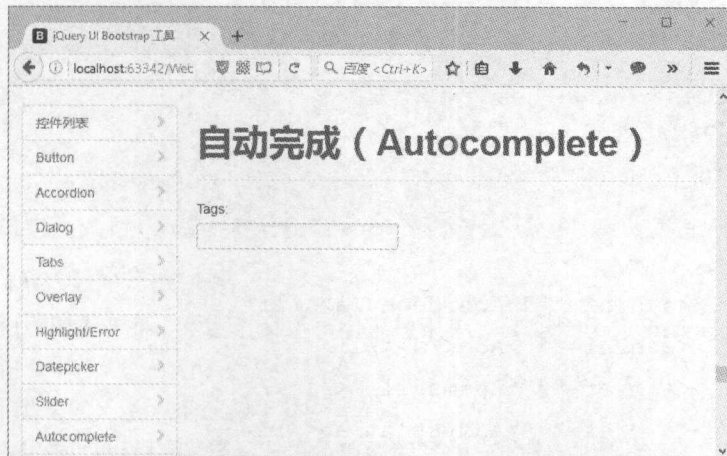 jQuery UI Bootstrap 工具
localhost:63342/Wet
百度 <Ctrl+K>
控件列表
Button
Accordion
Dialog
Tabs
Overlay
Highlight/Error
Datepicker
Slider
Autocomplete
自动完成（Autocomplete）
Tags: